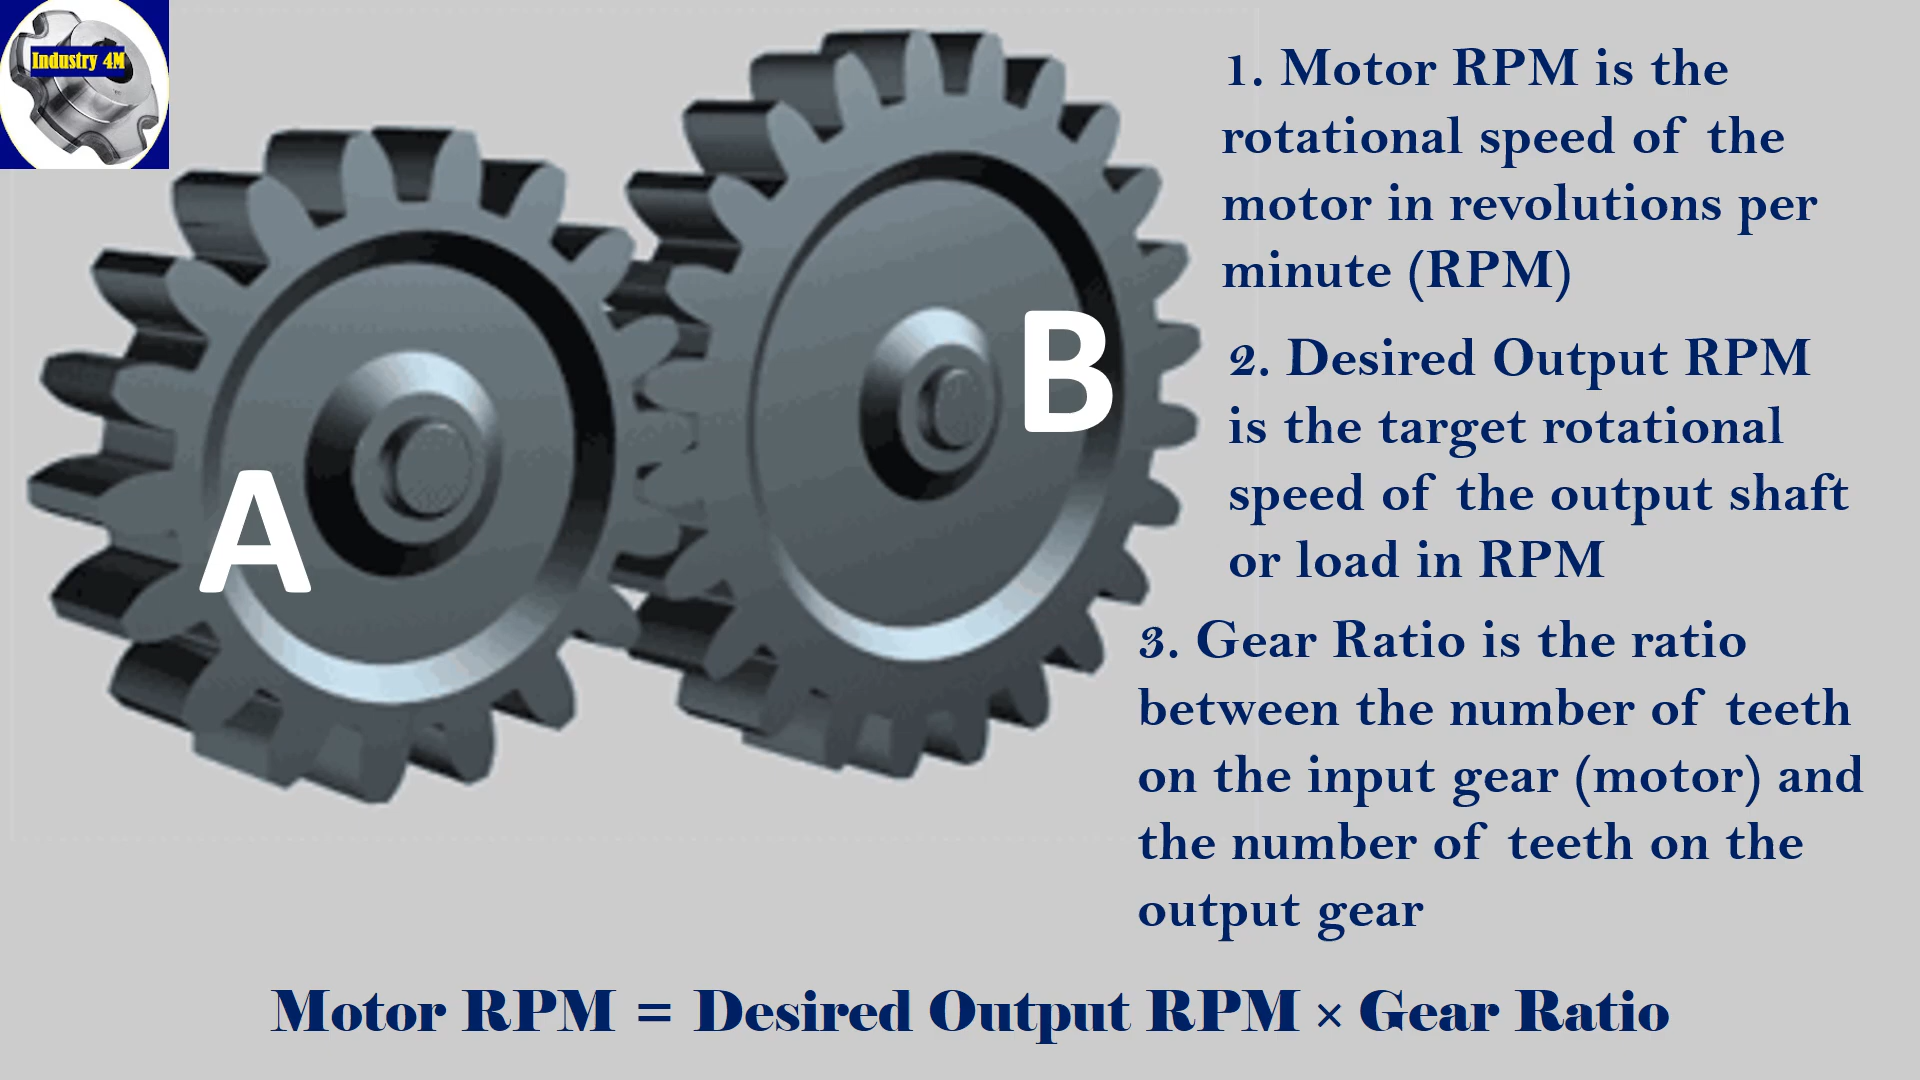 Industry 4M
1. Motor RPM is the
rotational speed of the
motor in revolutions per
minute (RPM)
2. Desired Output RPM
is the target rotational
speed of the output shaft
or load in RPM
3. Gear Ratio is the ratio
between the number of teeth
on the input gear (motor) and
the number of teeth on the
output gear
A
B
Motor RPM = Desired Output RPM × Gear Ratio